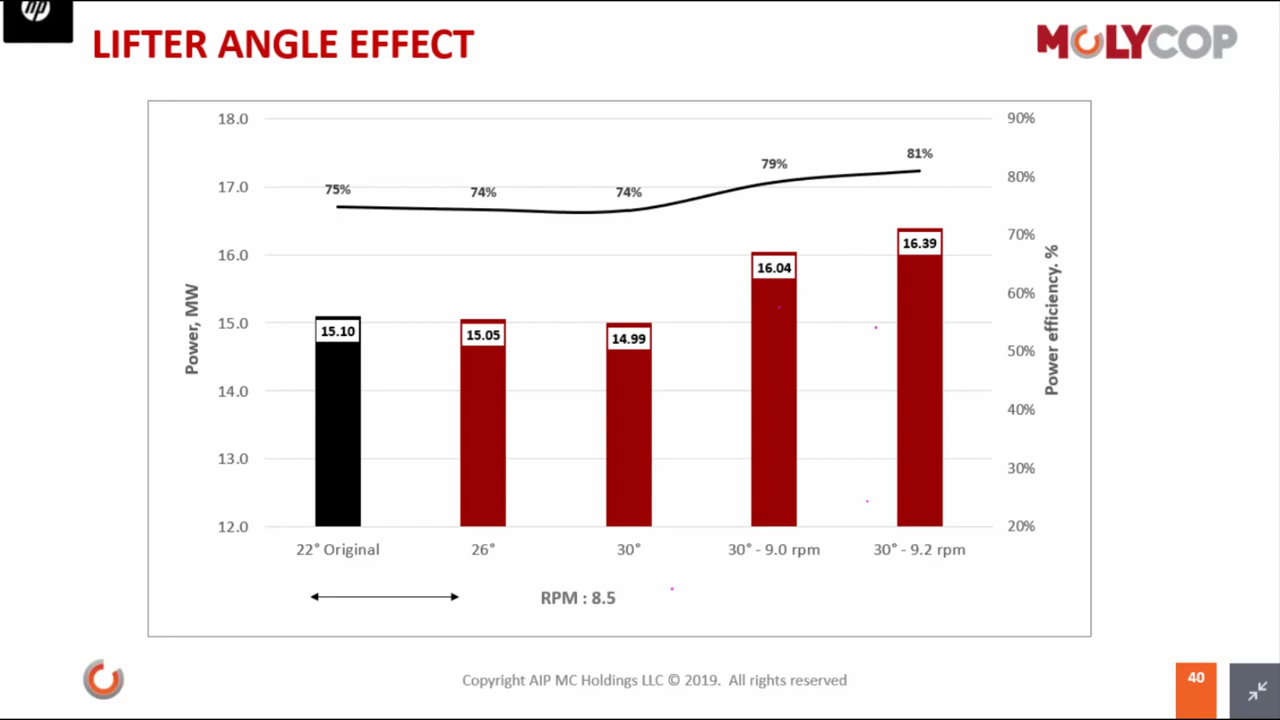 hp
LIFTER ANGLE EFFECT
MOLYCOP
18.0
17.0
16.0
15.0
14.0
13.0
12.0
Power, MW
75%
74%
74%
79%
81%
15.10
15.05
14.99
16.04
16.39
90%
80%
70%
60%
50%
40%
30%
20%
Power efficiency. %
22° Original
26°
30°
30° - 9.0 rpm
30° - 9.2 rpm
RPM : 8.5
Copyright AIP MC Holdings LLC © 2019. All rights reserved
40